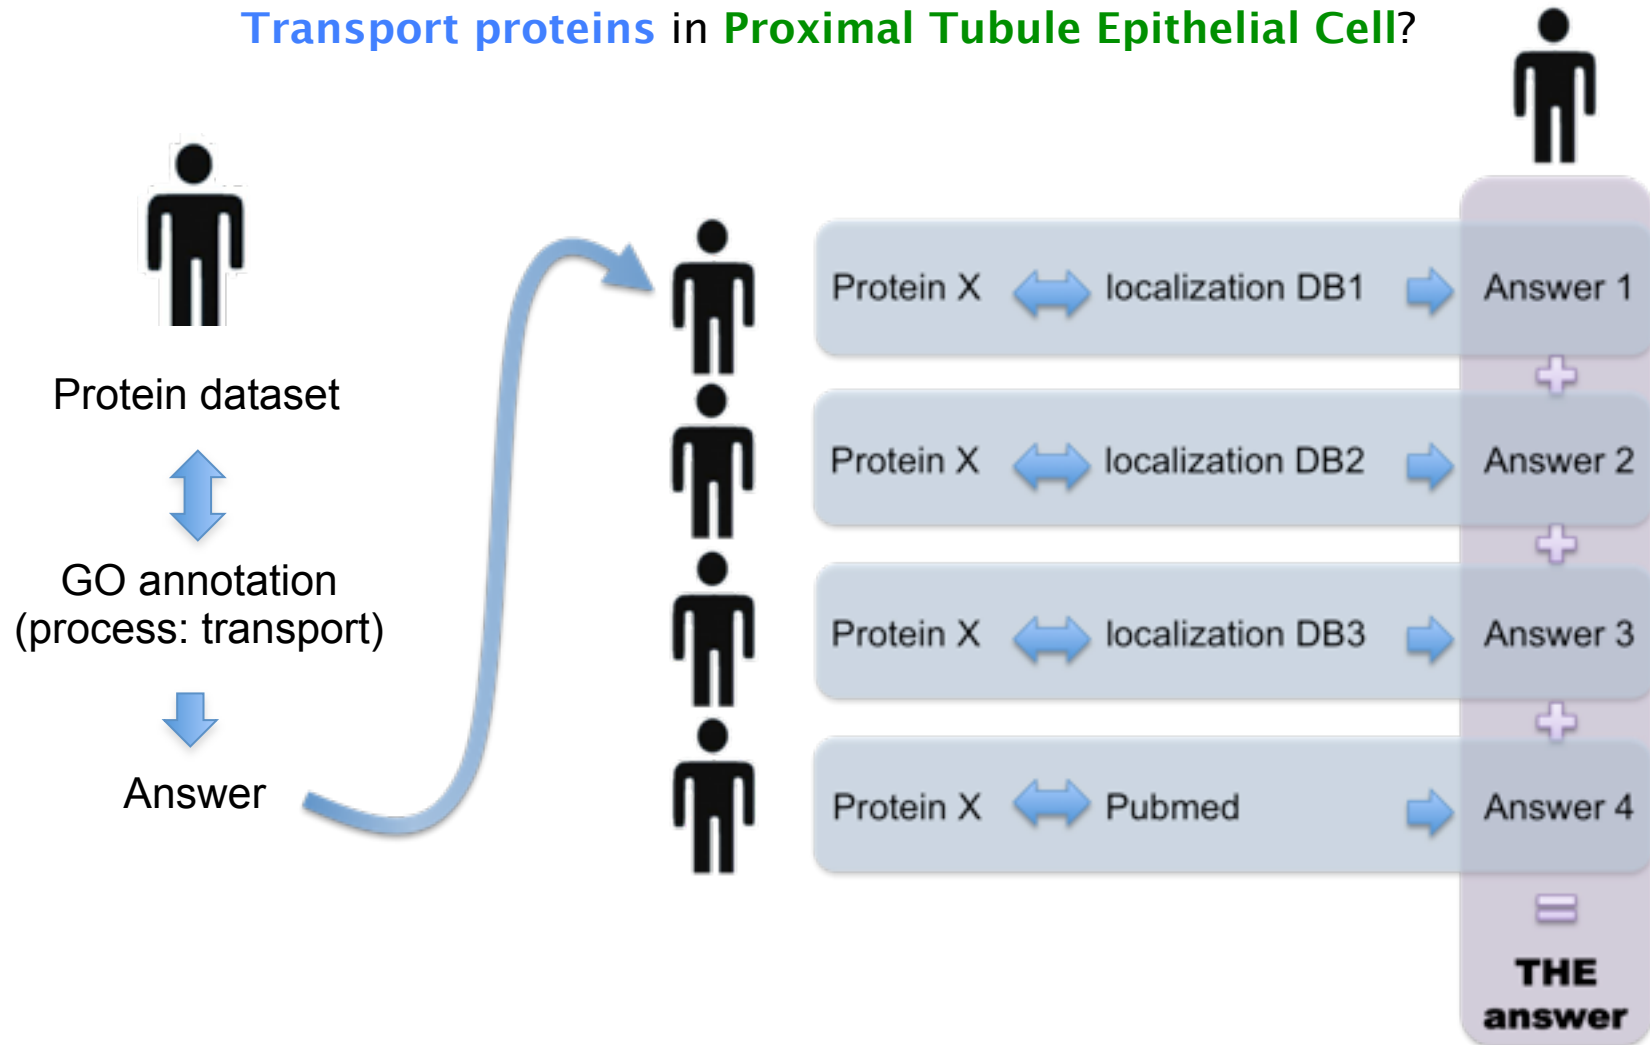 Transport proteins in Proximal Tubule Epithelial Cell?
Protein dataset
GO annotation
(process: transport)
Answer
Protein X localization DB1 Answer 1
+
Protein X localization DB2 Answer 2
+
Protein X localization DB3 Answer 3
+
Protein X Pubmed Answer 4
=
THE
answer